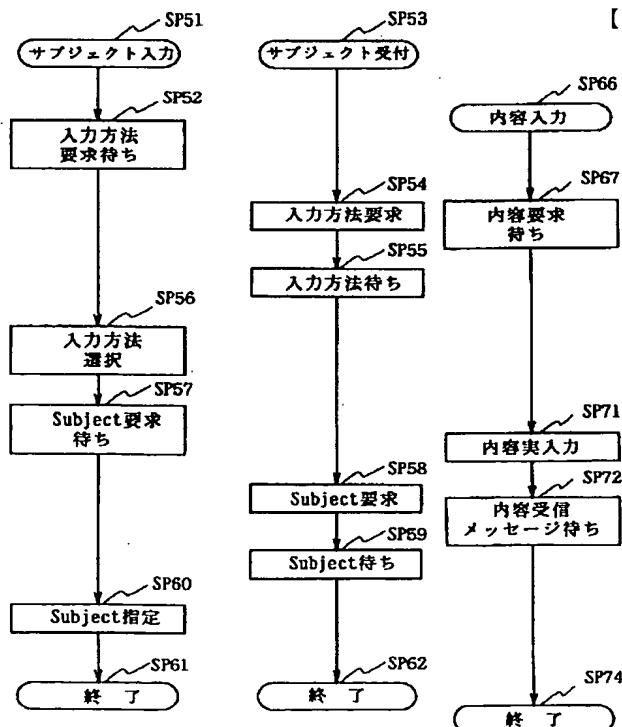 SP51
サブジェクト入力
SP52
入力方法
要求待ち
SP56
入力方法
選択
SP57
Subject要求
待ち
SP60
Subject指定
SP61
終 了
SP53
サブジェクト受付
SP54
入力方法要求
SP55
入力方法待ち
SP58
Subject要求
SP59
Subject待ち
SP62
終 了
【
SP66
内容入力
SP67
内容要求
待ち
SP71
内容実入力
SP72
内容受信
メッセージ待ち
SP74
終 了